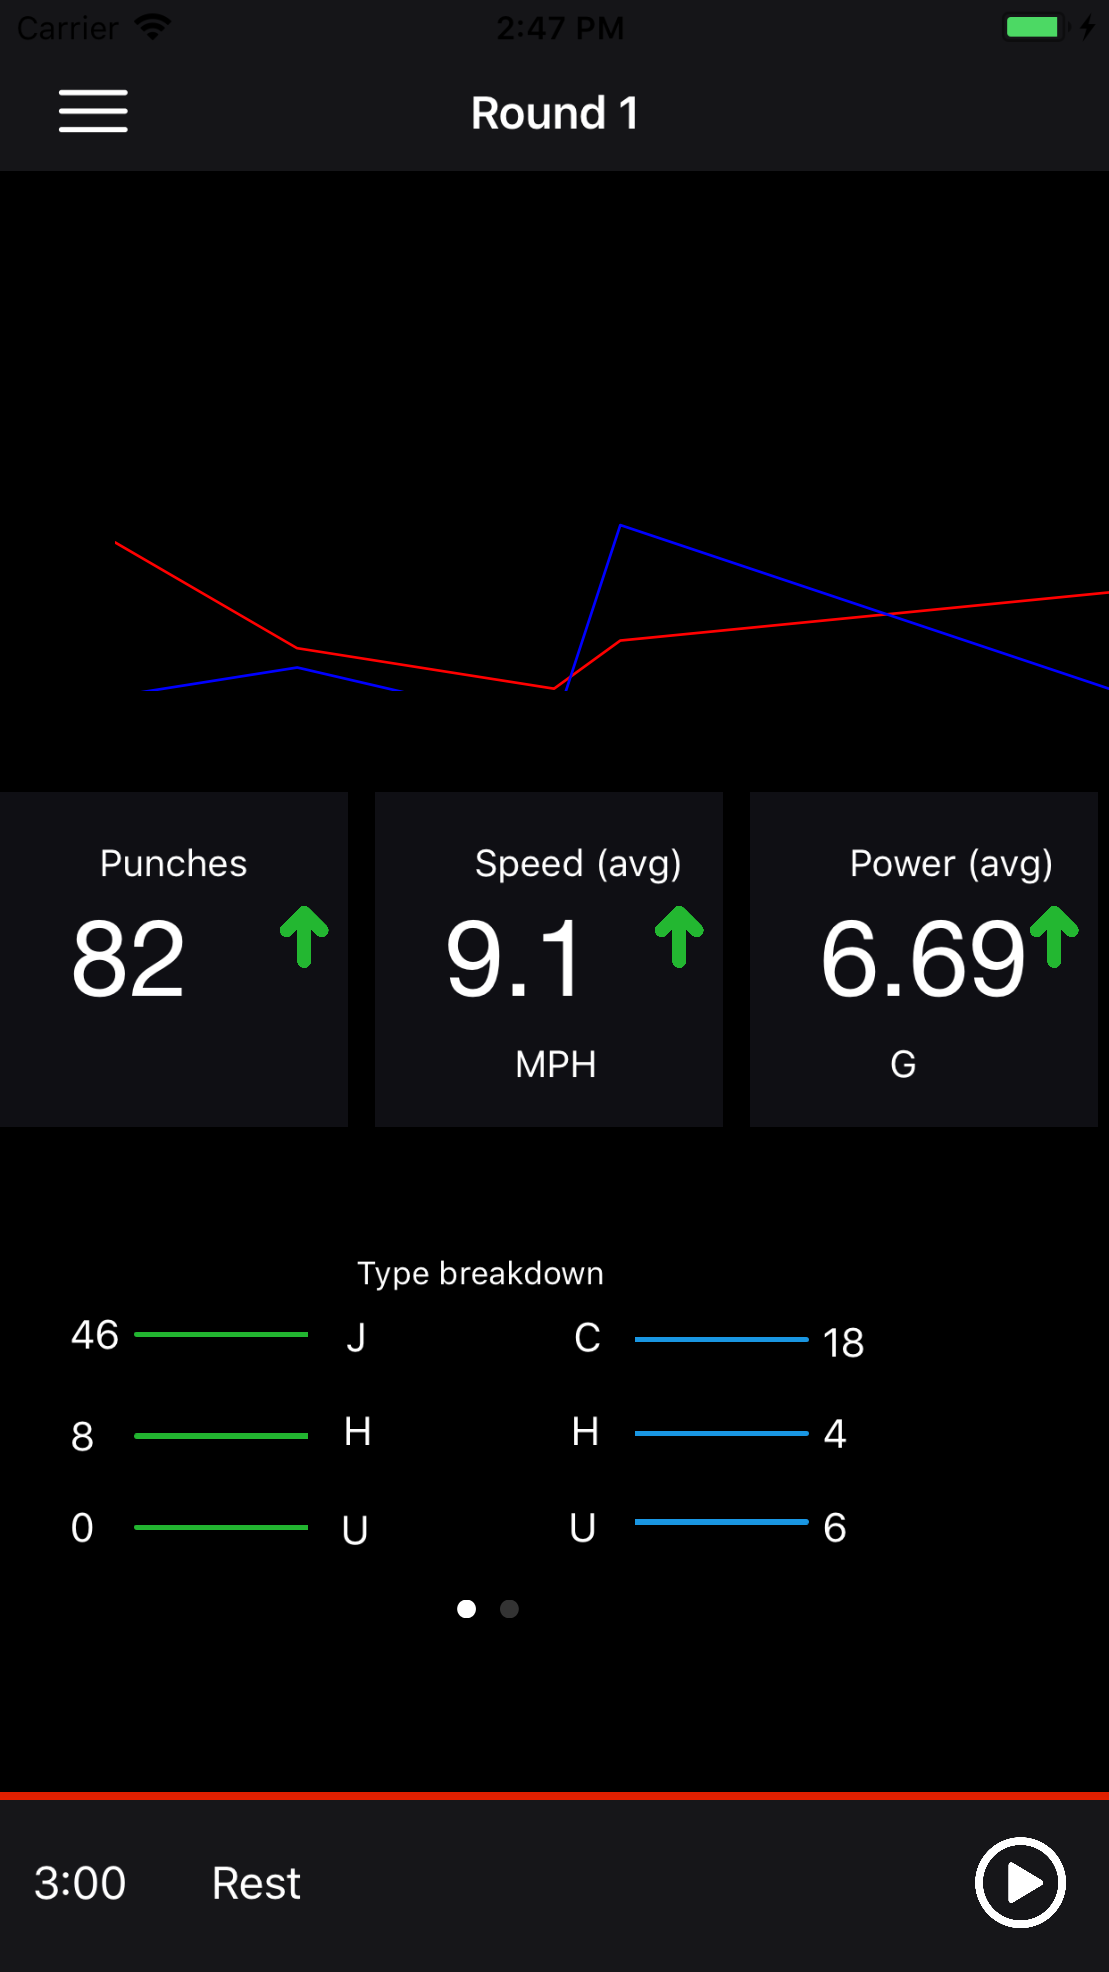 Carrier 2:47 PM
Round 1
Punches Speed (avg) Power (avg)
82 9.1 6.69
MPH G
Type breakdown
46 J C 18
8 H H 4
0 U U 6
3:00 Rest